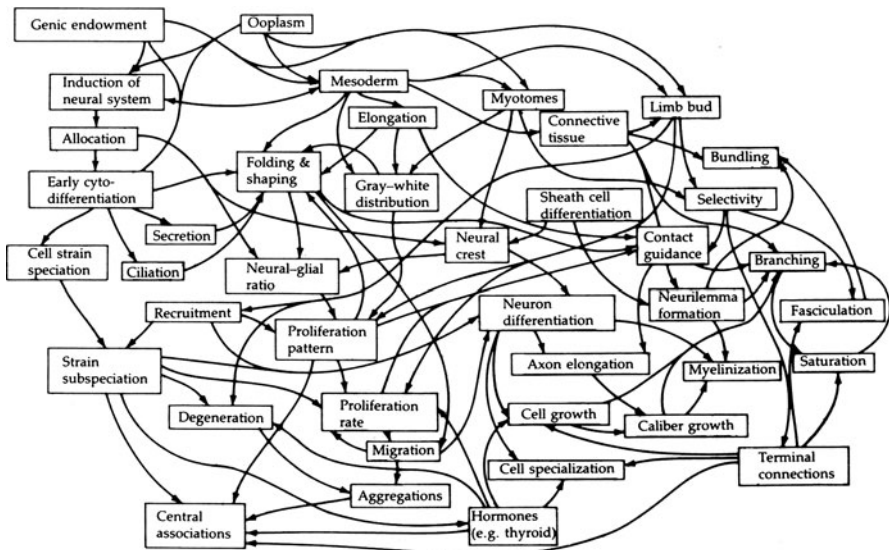 Genic endowment
Ooplasm
Induction of
neural system
Mesoderm
Myotomes
Limb bud
Elongation
Connective
tissue
Allocation
Bundling
Folding &
shaping
Early cyto-
differentiation
Gray–white
distribution
Sheath cell
differentiation
Selectivity
Secretion
Cell strain
speciation
Ciliation
Neural–glial
ratio
Neural
crest
Contact
guidance
Branching
Recruitment
Proliferation
pattern
Neuron
differentiation
Neurilemma
formation
Fasciculation
Strain
subspeciation
Axon elongation
Myelinization
Saturation
Degeneration
Proliferation
rate
Cell growth
Caliber growth
Migration
Cell specialization
Terminal
connections
Aggregations
Central
associations
Hormones
(e.g. thyroid)